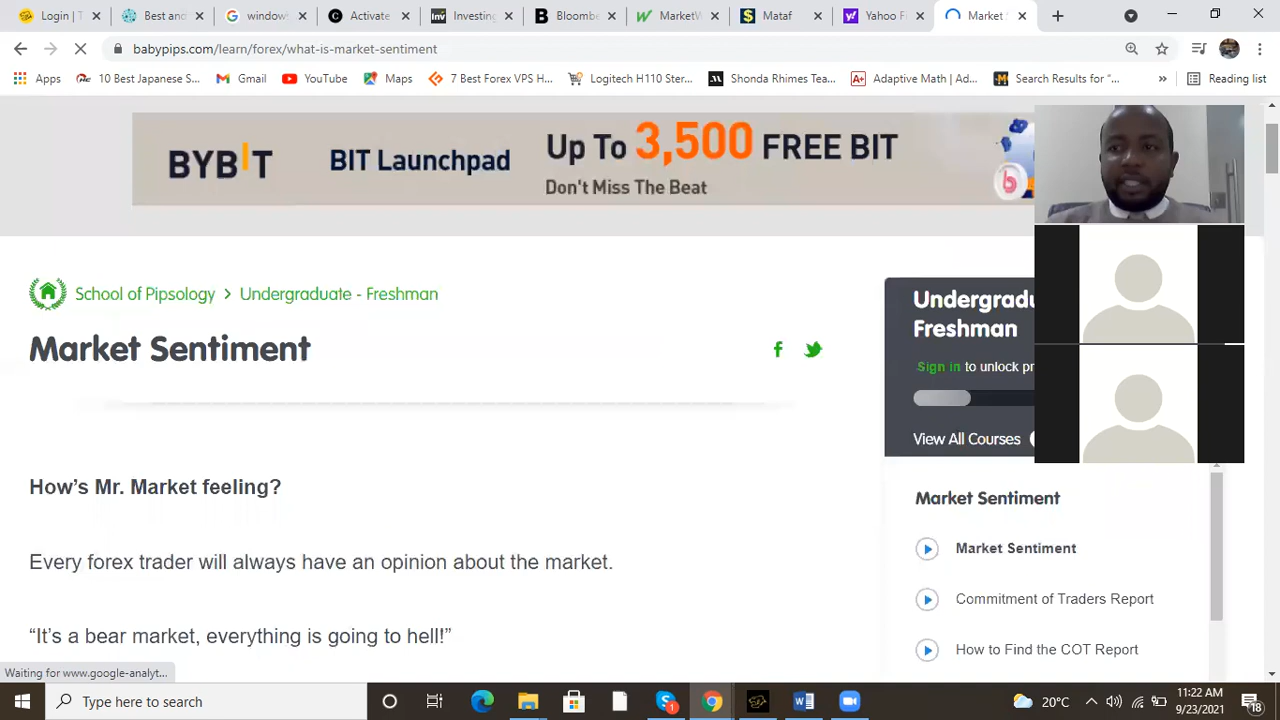 Login | T
Best and
window
Activate
Inv Investing
B Bloombe
MarketW
$ Mataf
y! Yahoo F
Market S
babypips.com/learn/forex/what-is-market-sentiment
Apps
10 Best Japanese S...
Gmail
YouTube
Maps
7 Best Forex VPS H...
Logitech H110 Ster...
Shonda Rhimes Tea...
A+ Adaptive Math | Ad...
Search Results for “...
»
Reading list
BYBIT
BIT Launchpad
Up To 3,500 FREE BIT
Don't Miss The Beat
School of Pipsology > Undergraduate - Freshman
Market Sentiment
Undergradu
Freshman
Sign in to unlock pr
View All Courses
How’s Mr. Market feeling?
Market Sentiment
Market Sentiment
Every forex trader will always have an opinion about the market.
Commitment of Traders Report
“It’s a bear market, everything is going to hell!”
How to Find the COT Report
Waiting for www.google-analyt...
Type here to search
20°C
11:22 AM
9/23/2021
18